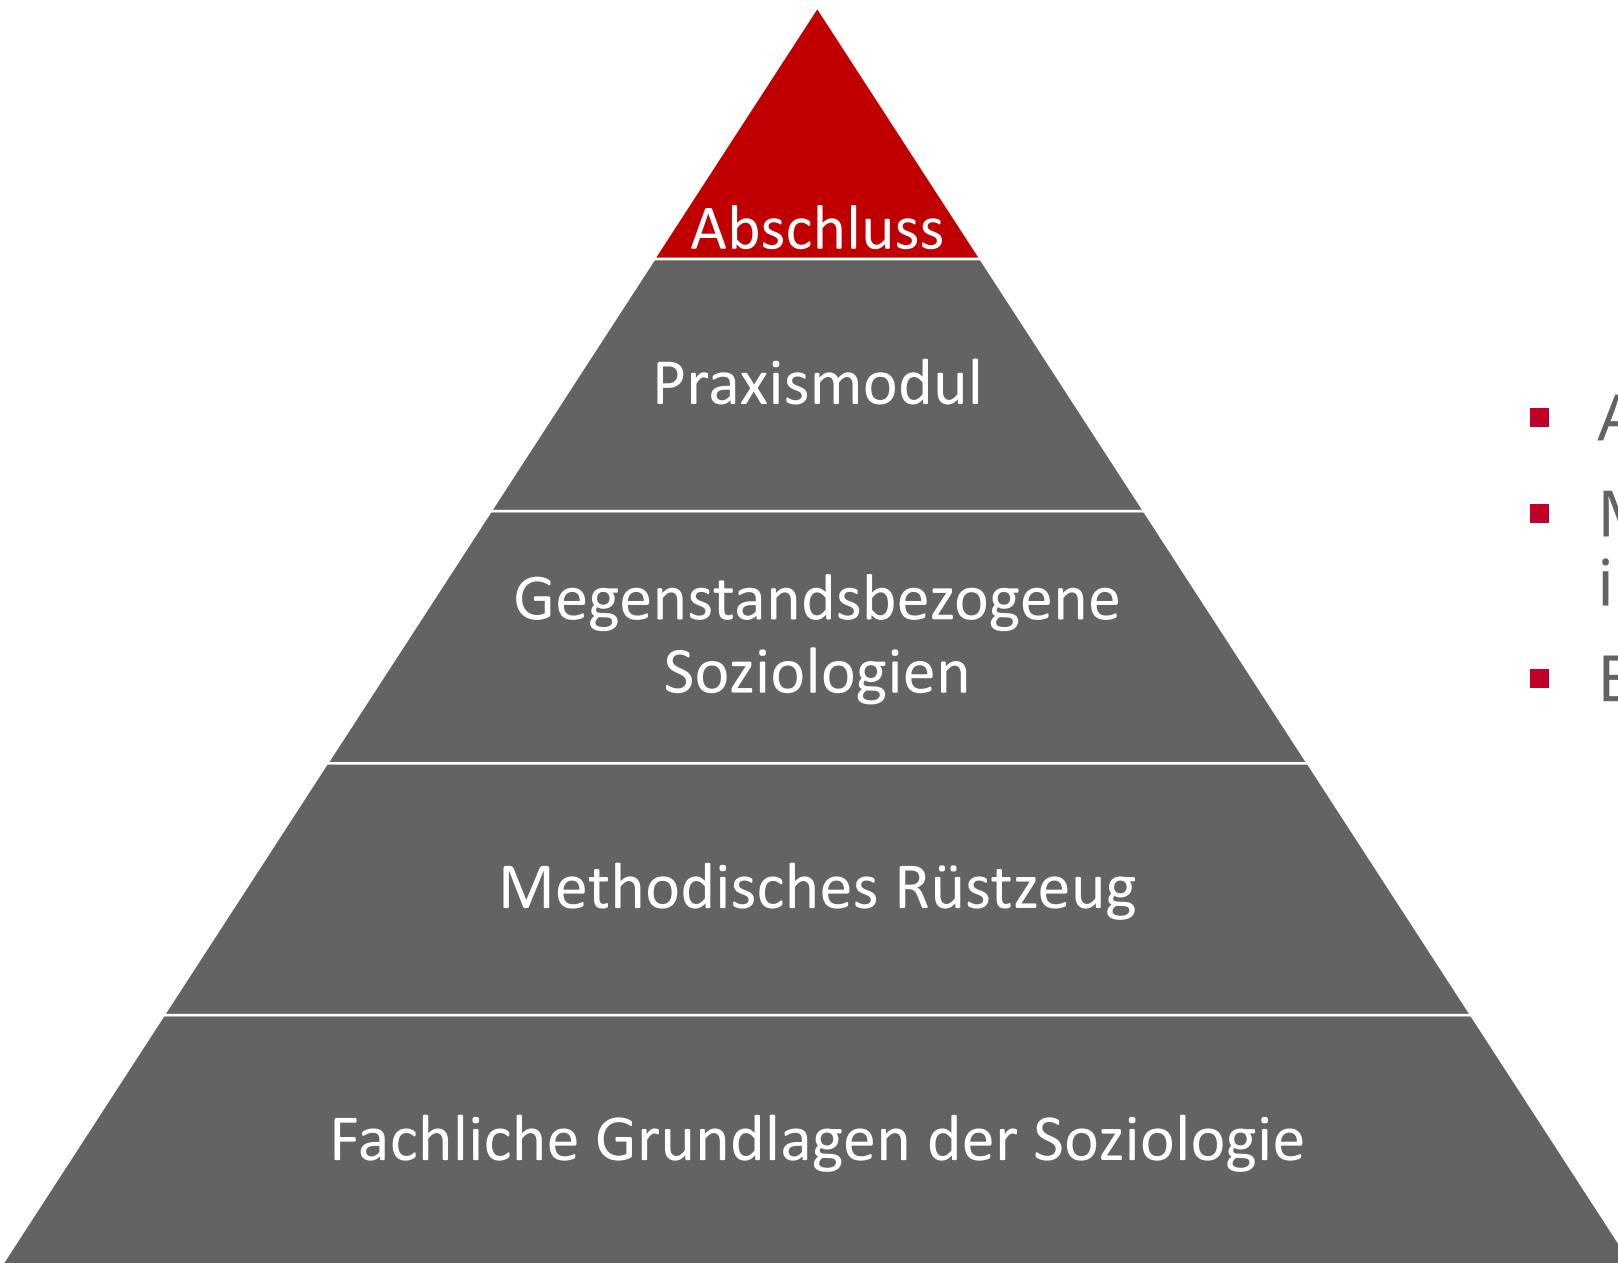 Abschluss
Praxismodul
Gegenstandsbezogene
Soziologien
Methodisches Rüstzeug
Fachliche Grundlagen der Soziologie